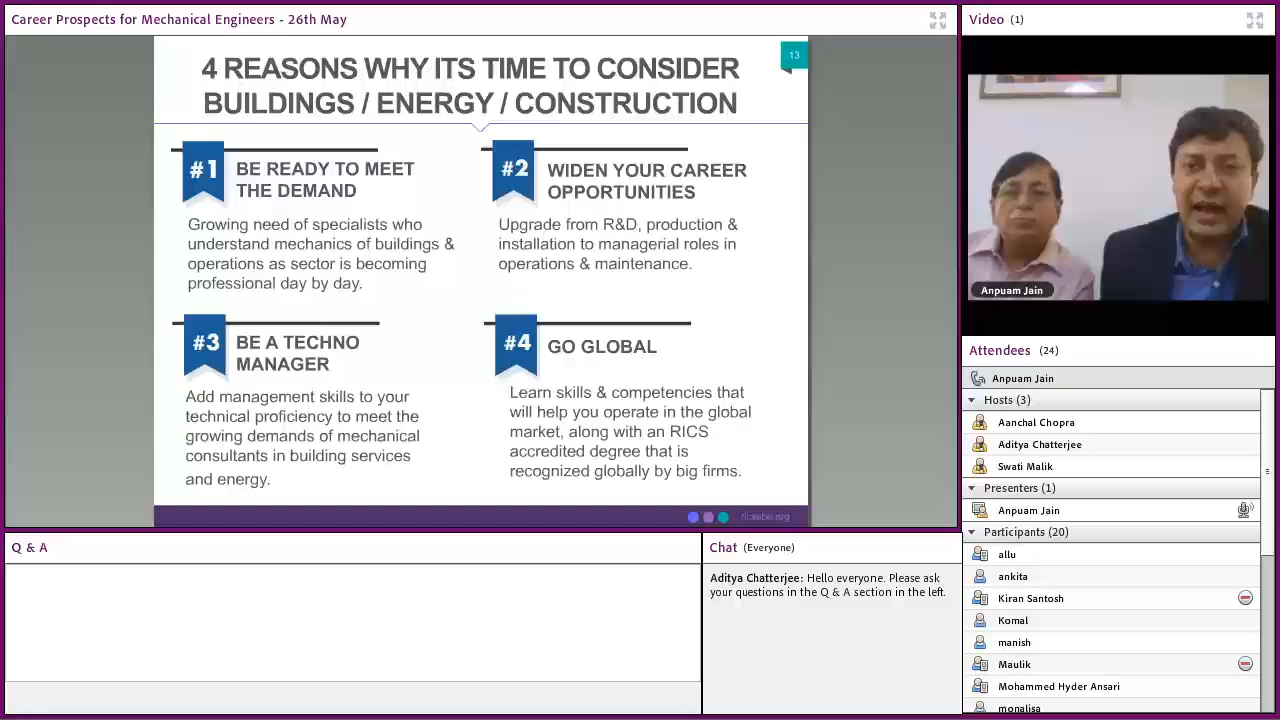 Career Prospects for Mechanical Engineers - 26th May
4 REASONS WHY ITS TIME TO CONSIDER
BUILDINGS / ENERGY / CONSTRUCTION
13
#1
BE READY TO MEET
THE DEMAND
Growing need of specialists who
understand mechanics of buildings &
operations as sector is becoming
professional day by day.
#2
WIDEN YOUR CAREER
OPPORTUNITIES
Upgrade from R&D, production &
installation to managerial roles in
operations & maintenance.
#3
BE A TECHNO
MANAGER
Add management skills to your
technical proficiency to meet the
growing demands of mechanical
consultants in building services
and energy.
#4
GO GLOBAL
Learn skills & competencies that
will help you operate in the global
market, along with an RICS
accredited degree that is
recognized globally by big firms.
ricssbe.org
Q & A
Chat (Everyone)
Aditya Chatterjee: Hello everyone. Please ask
your questions in the Q & A section in the left.
Video (1)
Anpuam Jain
Attendees (24)
Anpuam Jain
Hosts (3)
Aanchal Chopra
Aditya Chatterjee
Swati Malik
Presenters (1)
Anpuam Jain
Participants (20)
allu
ankita
Kiran Santosh
Komal
manish
Maulik
Mohammed Hyder Ansari
monalisa